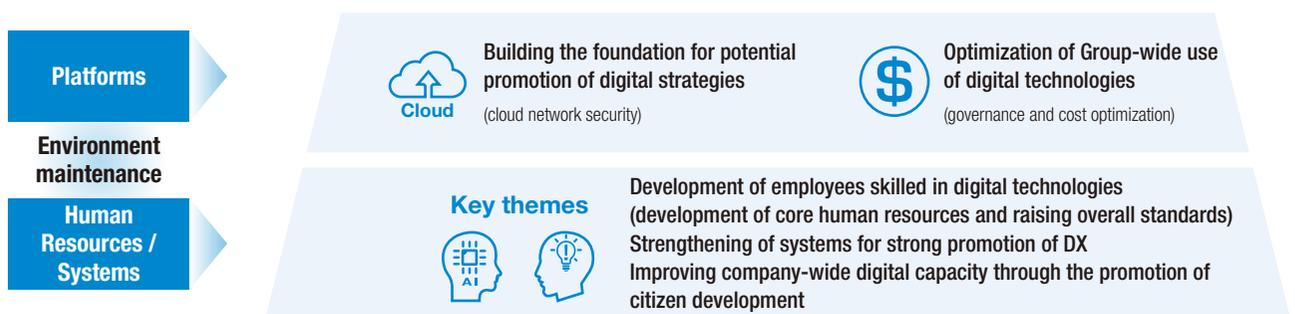 Platforms
Building the foundation for potential
promotion of digital strategies
(cloud network security)
Cloud
Optimization of Group-wide use
of digital technologies
(governance and cost optimization)
$
Environment
maintenance
Human
Resources /
Systems
Key themes
AI
Development of employees skilled in digital technologies
(development of core human resources and raising overall standards)
Strengthening of systems for strong promotion of DX
Improving company-wide digital capacity through the promotion of
citizen development